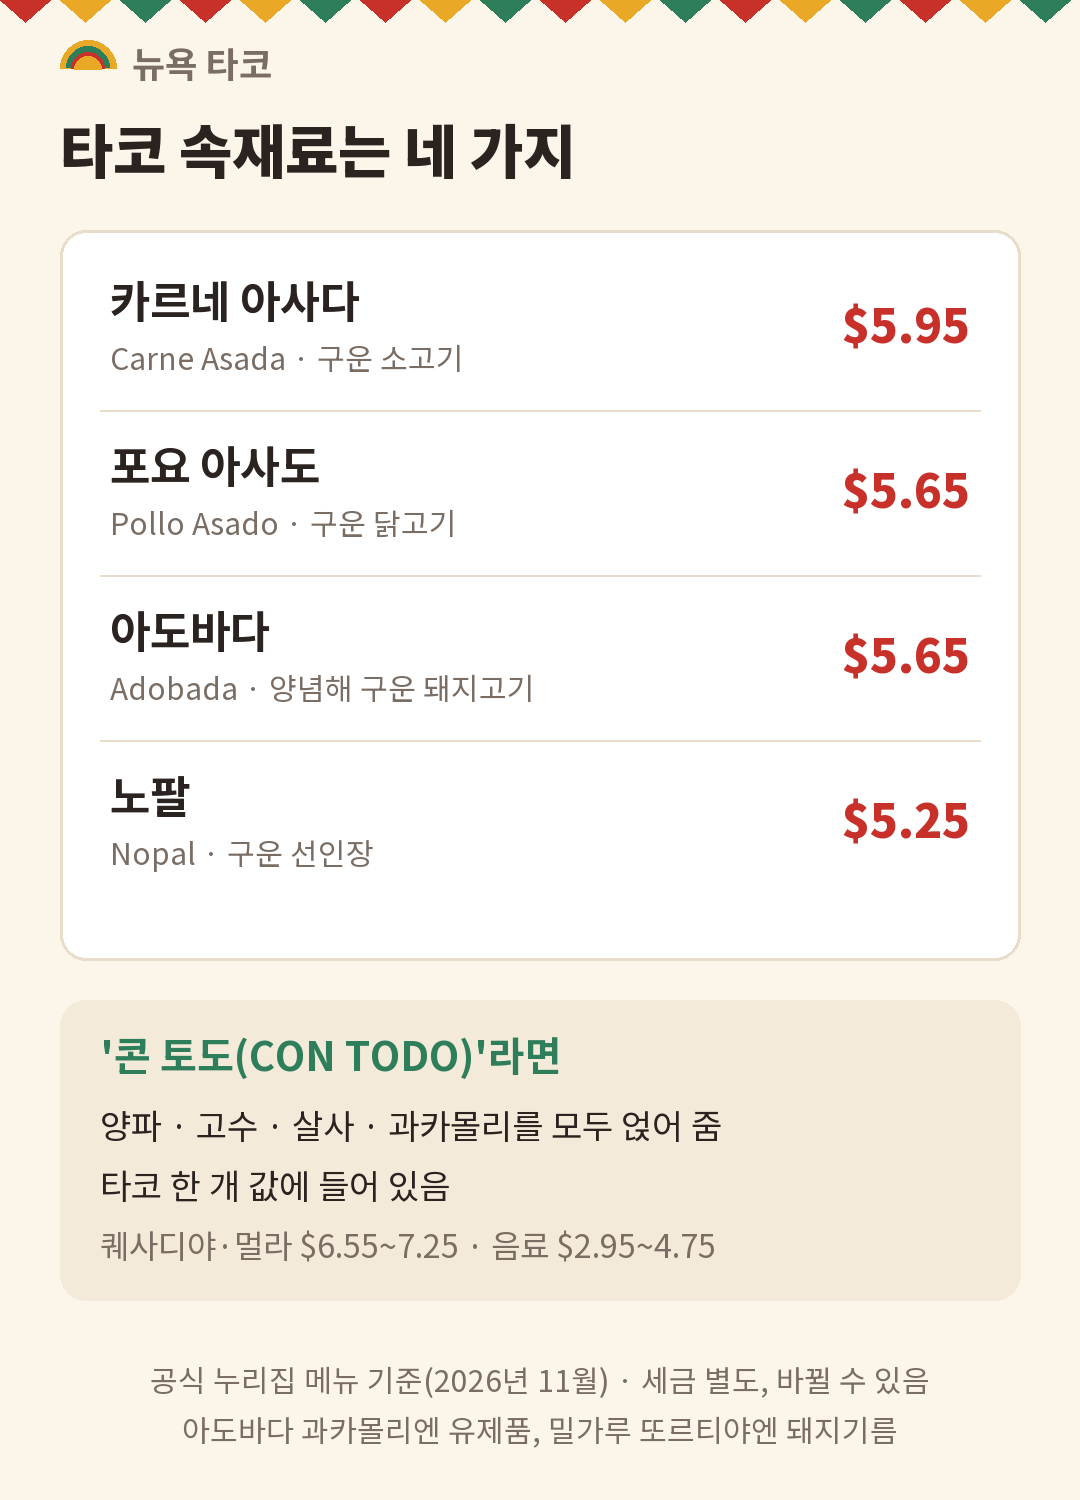 뉴욕 타코
타코 속재료는 네 가지
카르네 아사다
$5.95
Carne Asada · 구운 소고기
포요 아사도
$5.65
Pollo Asado · 구운 닭고기
아도바다
$5.65
Adobada · 양념해 구운 돼지고기
노팔
$5.25
Nopal · 구운 선인장
'콘 토도(CON TODO)'라면
양파 · 고수 · 살사 · 과카몰리를 모두 얹어 줌
타코 한 개 값에 들어 있음
퀘사디야·멀라 $6.55~7.25 · 음료 $2.95~4.75
공식 누리집 메뉴 기준(2026년 11월) · 세금 별도, 바뀔 수 있음
아도바다 과카몰리엔 유제품, 밀가루 또르티야엔 돼지기름